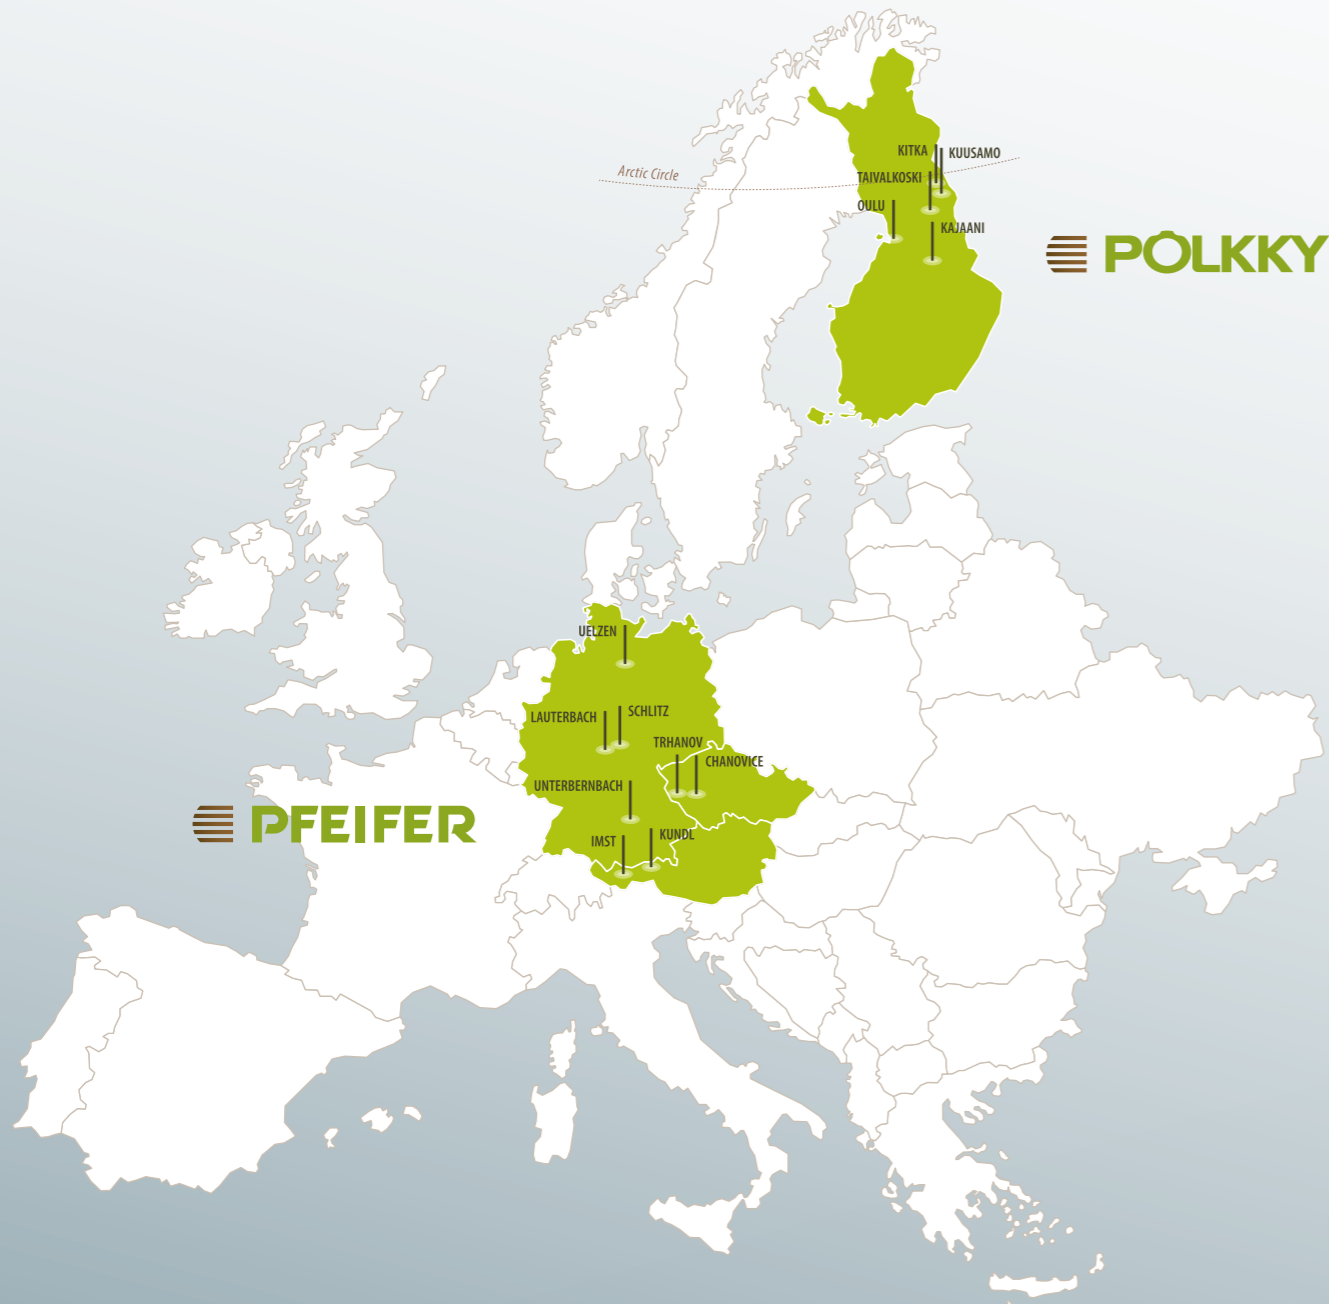 KITKA
KUUSAMO
Arctic Circle
TAIVALKOSKI
OULU
KAJAANI
PÖLKKY
UELZEN
LAUTERBACH
SCHLITZ
TRHANOV
CHANOVICE
UNTERBERNBACH
PFEIFER
IMST
KUNDL